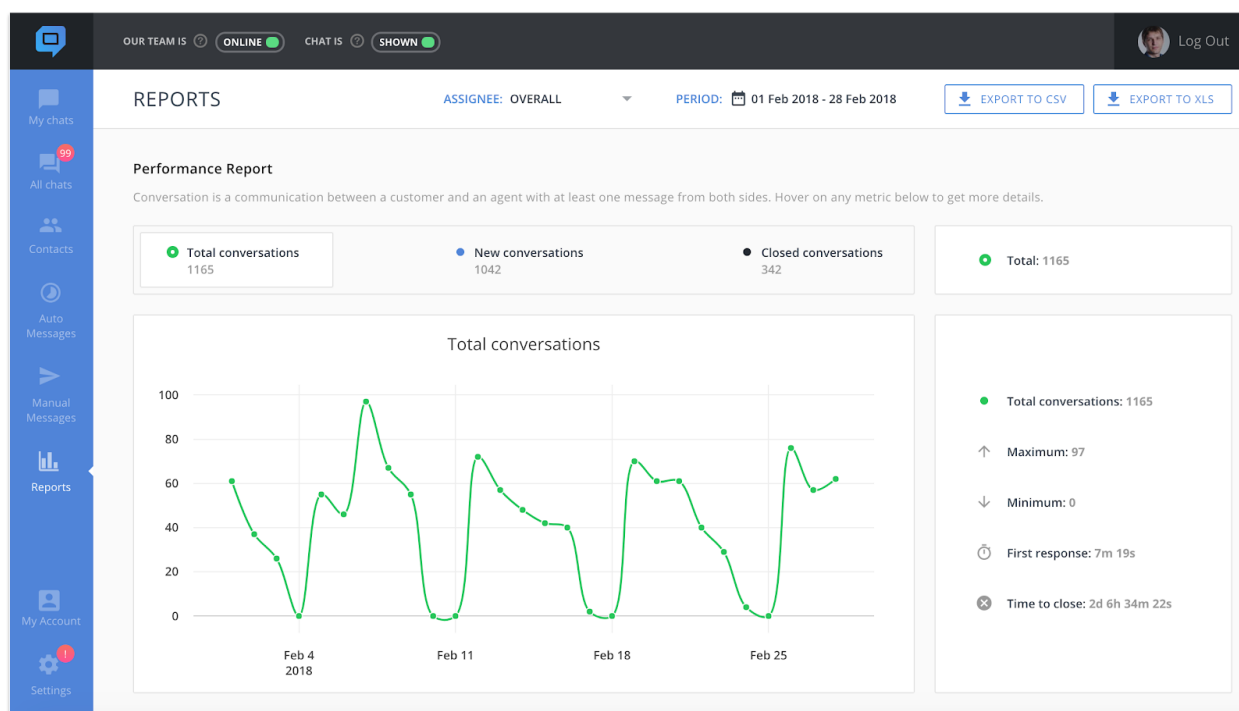 OUR TEAM IS ? ONLINE CHAT IS ? SHOWN Log Out
My chats
99
All chats
Contacts
Auto
Messages
Manual
Messages
Reports
My Account
!
Settings
REPORTS ASSIGNEE: OVERALL PERIOD: 01 Feb 2018 - 28 Feb 2018 EXPORT TO CSV EXPORT TO XLS
Performance Report
Conversation is a communication between a customer and an agent with at least one message from both sides. Hover on any metric below to get more details.
Total conversations
1165
New conversations
1042
Closed conversations
342
Total: 1165
Total conversations
100
80
60
40
20
0
Feb 4
2018
Feb 11
Feb 18
Feb 25
Total conversations: 1165
Maximum: 97
Minimum: 0
First response: 7m 19s
Time to close: 2d 6h 34m 22s